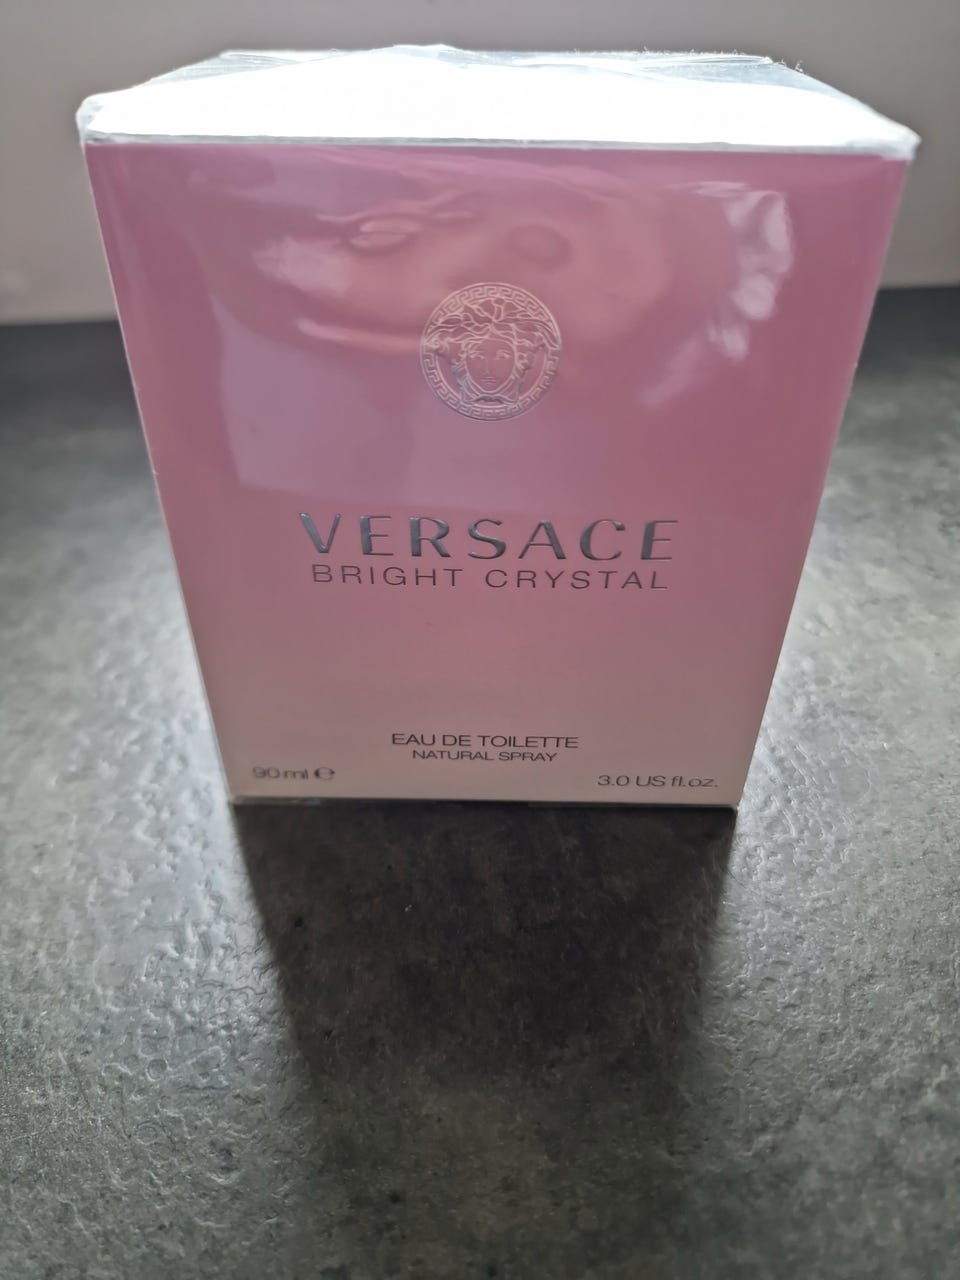 VERSACE
BRIGHT CRYSTAL
EAU DE TOILETTE
NATURAL SPRAY
90 ml ℮
3.0 US fl.oz.